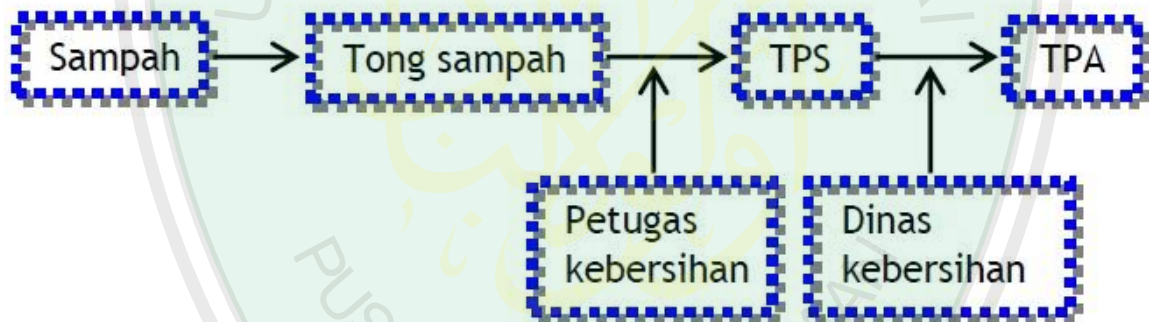 Sampah
Tong sampah
TPS
TPA
Petugas
kebersihan
Dinas
kebersihan